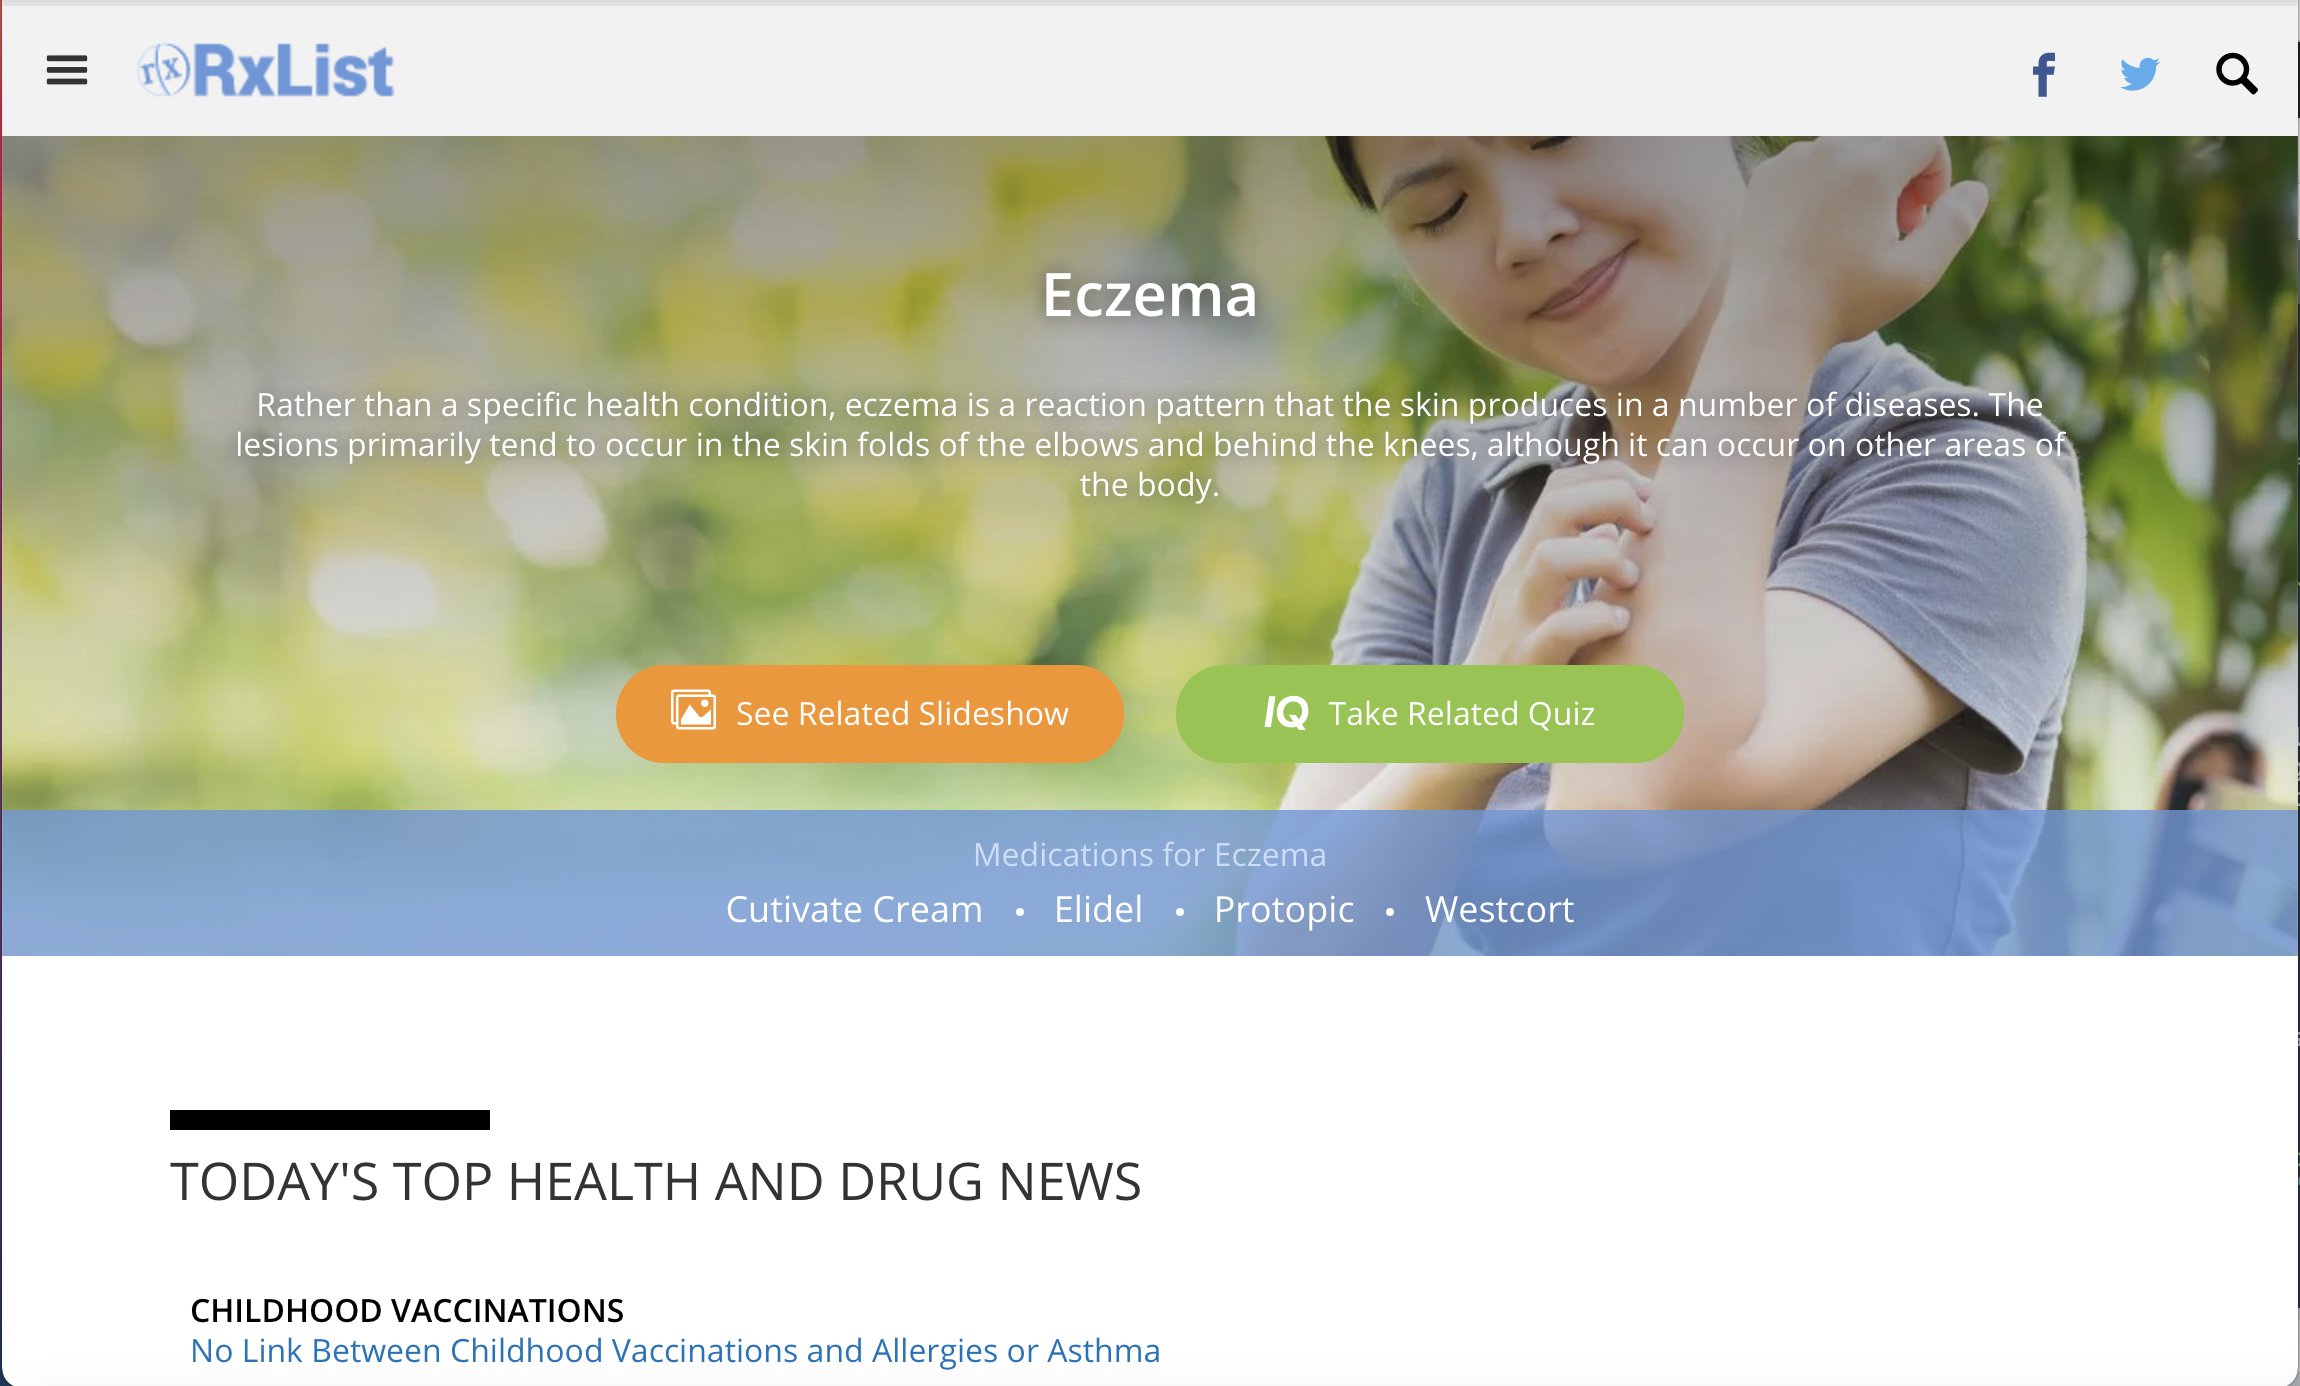 rx RxList
Eczema
Rather than a specific health condition, eczema is a reaction pattern that the skin produces in a number of diseases. The
lesions primarily tend to occur in the skin folds of the elbows and behind the knees, although it can occur on other areas of
the body.
See Related Slideshow
IQ Take Related Quiz
Medications for Eczema
Cutivate Cream • Elidel • Protopic • Westcort
TODAY'S TOP HEALTH AND DRUG NEWS
CHILDHOOD VACCINATIONS
No Link Between Childhood Vaccinations and Allergies or Asthma